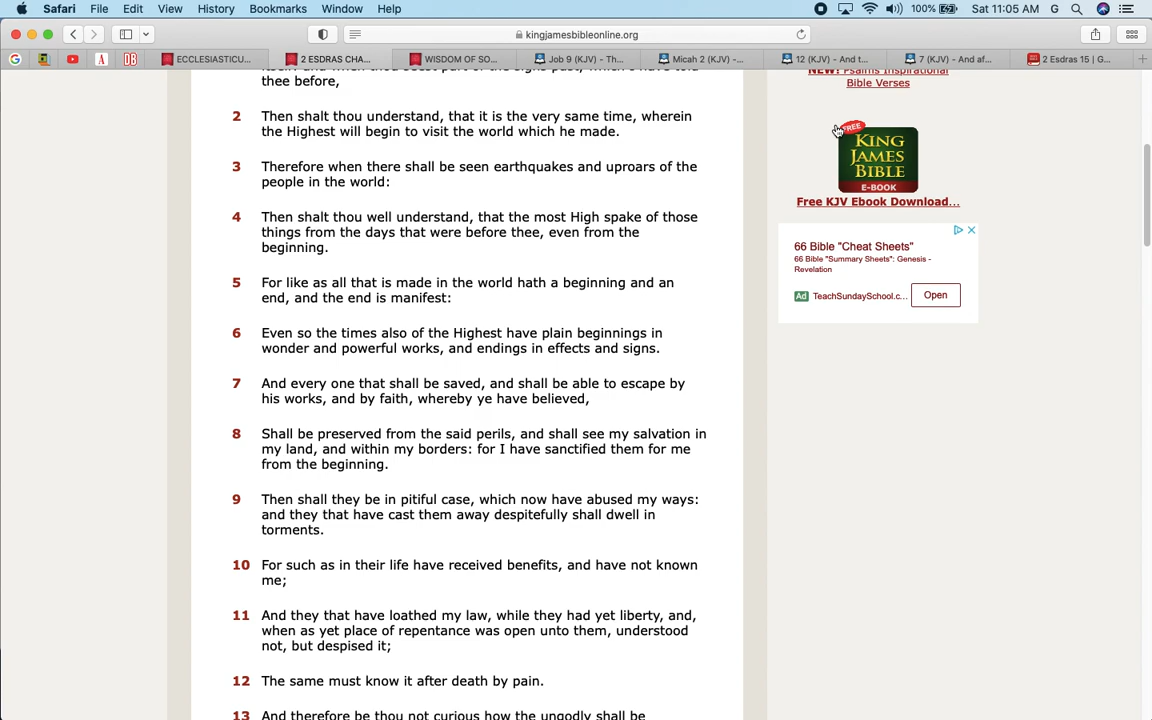 Safari File Edit View History Bookmarks Window Help 100% Sat 11:05 AM G
kingjamesbibleonline.org
G A DB ECCLESIASTICU... 2 ESDRAS CHA... WISDOM OF SO... Job 9 (KJV) - Th... Micah 2 (KJV) -... 12 (KJV) - And t... 7 (KJV) - And af... 2 Esdras 15 | G...
thee before,
2 Then shalt thou understand, that it is the very same time, wherein
the Highest will begin to visit the world which he made.
3 Therefore when there shall be seen earthquakes and uproars of the
people in the world:
4 Then shalt thou well understand, that the most High spake of those
things from the days that were before thee, even from the
beginning.
5 For like as all that is made in the world hath a beginning and an
end, and the end is manifest:
6 Even so the times also of the Highest have plain beginnings in
wonder and powerful works, and endings in effects and signs.
7 And every one that shall be saved, and shall be able to escape by
his works, and by faith, whereby ye have believed,
8 Shall be preserved from the said perils, and shall see my salvation in
my land, and within my borders: for I have sanctified them for me
from the beginning.
9 Then shall they be in pitiful case, which now have abused my ways:
and they that have cast them away despitefully shall dwell in
torments.
10 For such as in their life have received benefits, and have not known
me;
11 And they that have loathed my law, while they had yet liberty, and,
when as yet place of repentance was open unto them, understood
not, but despised it;
12 The same must know it after death by pain.
13 And therefore be thou not curious how the ungodly shall be
NEW! Psalms Inspirational
Bible Verses
FREE
KING
JAMES
BIBLE
E-BOOK
Free KJV Ebook Download...
66 Bible "Cheat Sheets"
66 Bible "Summary Sheets": Genesis -
Revelation
Ad TeachSundaySchool.c... Open